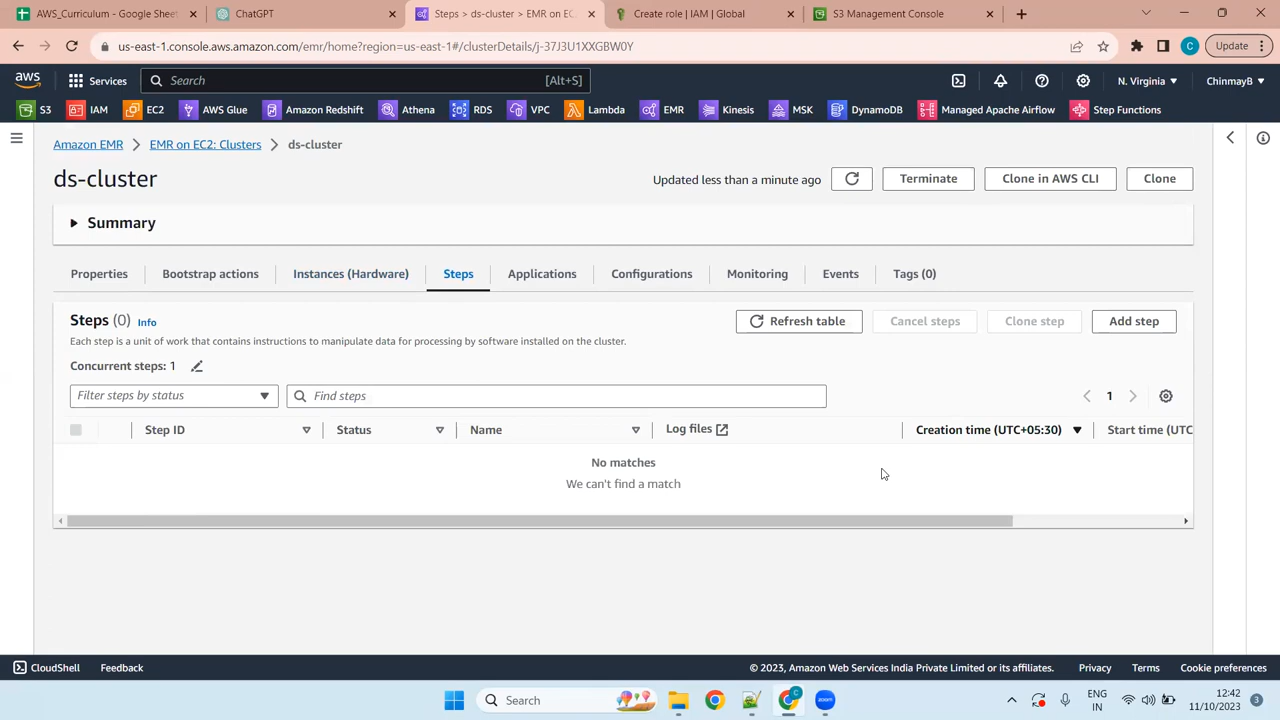 AWS_Curriculum - Google Sheet
ChatGPT
Steps > ds-cluster > EMR on EC
Create role | IAM | Global
S3 Management Console
us-east-1.console.aws.amazon.com/emr/home?region=us-east-1#/clusterDetails/j-37J3U1XXGBW0Y
Update
aws
Services
Search
[Alt+S]
N. Virginia
ChinmayB
S3
IAM
EC2
AWS Glue
Amazon Redshift
Athena
RDS
VPC
Lambda
EMR
Kinesis
MSK
DynamoDB
Managed Apache Airflow
Step Functions
Amazon EMR
EMR on EC2: Clusters
ds-cluster
ds-cluster
Updated less than a minute ago
Terminate
Clone in AWS CLI
Clone
Summary
Properties
Bootstrap actions
Instances (Hardware)
Steps
Applications
Configurations
Monitoring
Events
Tags (0)
Steps (0)
Info
Refresh table
Cancel steps
Clone step
Add step
Each step is a unit of work that contains instructions to manipulate data for processing by software installed on the cluster.
Concurrent steps: 1
Filter steps by status
Find steps
1
Step ID
Status
Name
Log files
Creation time (UTC+05:30)
Start time (UTC
No matches
We can't find a match
CloudShell
Feedback
© 2023, Amazon Web Services India Private Limited or its affiliates.
Privacy
Terms
Cookie preferences
Search
zoom
ENG
IN
12:42
11/10/2023
3